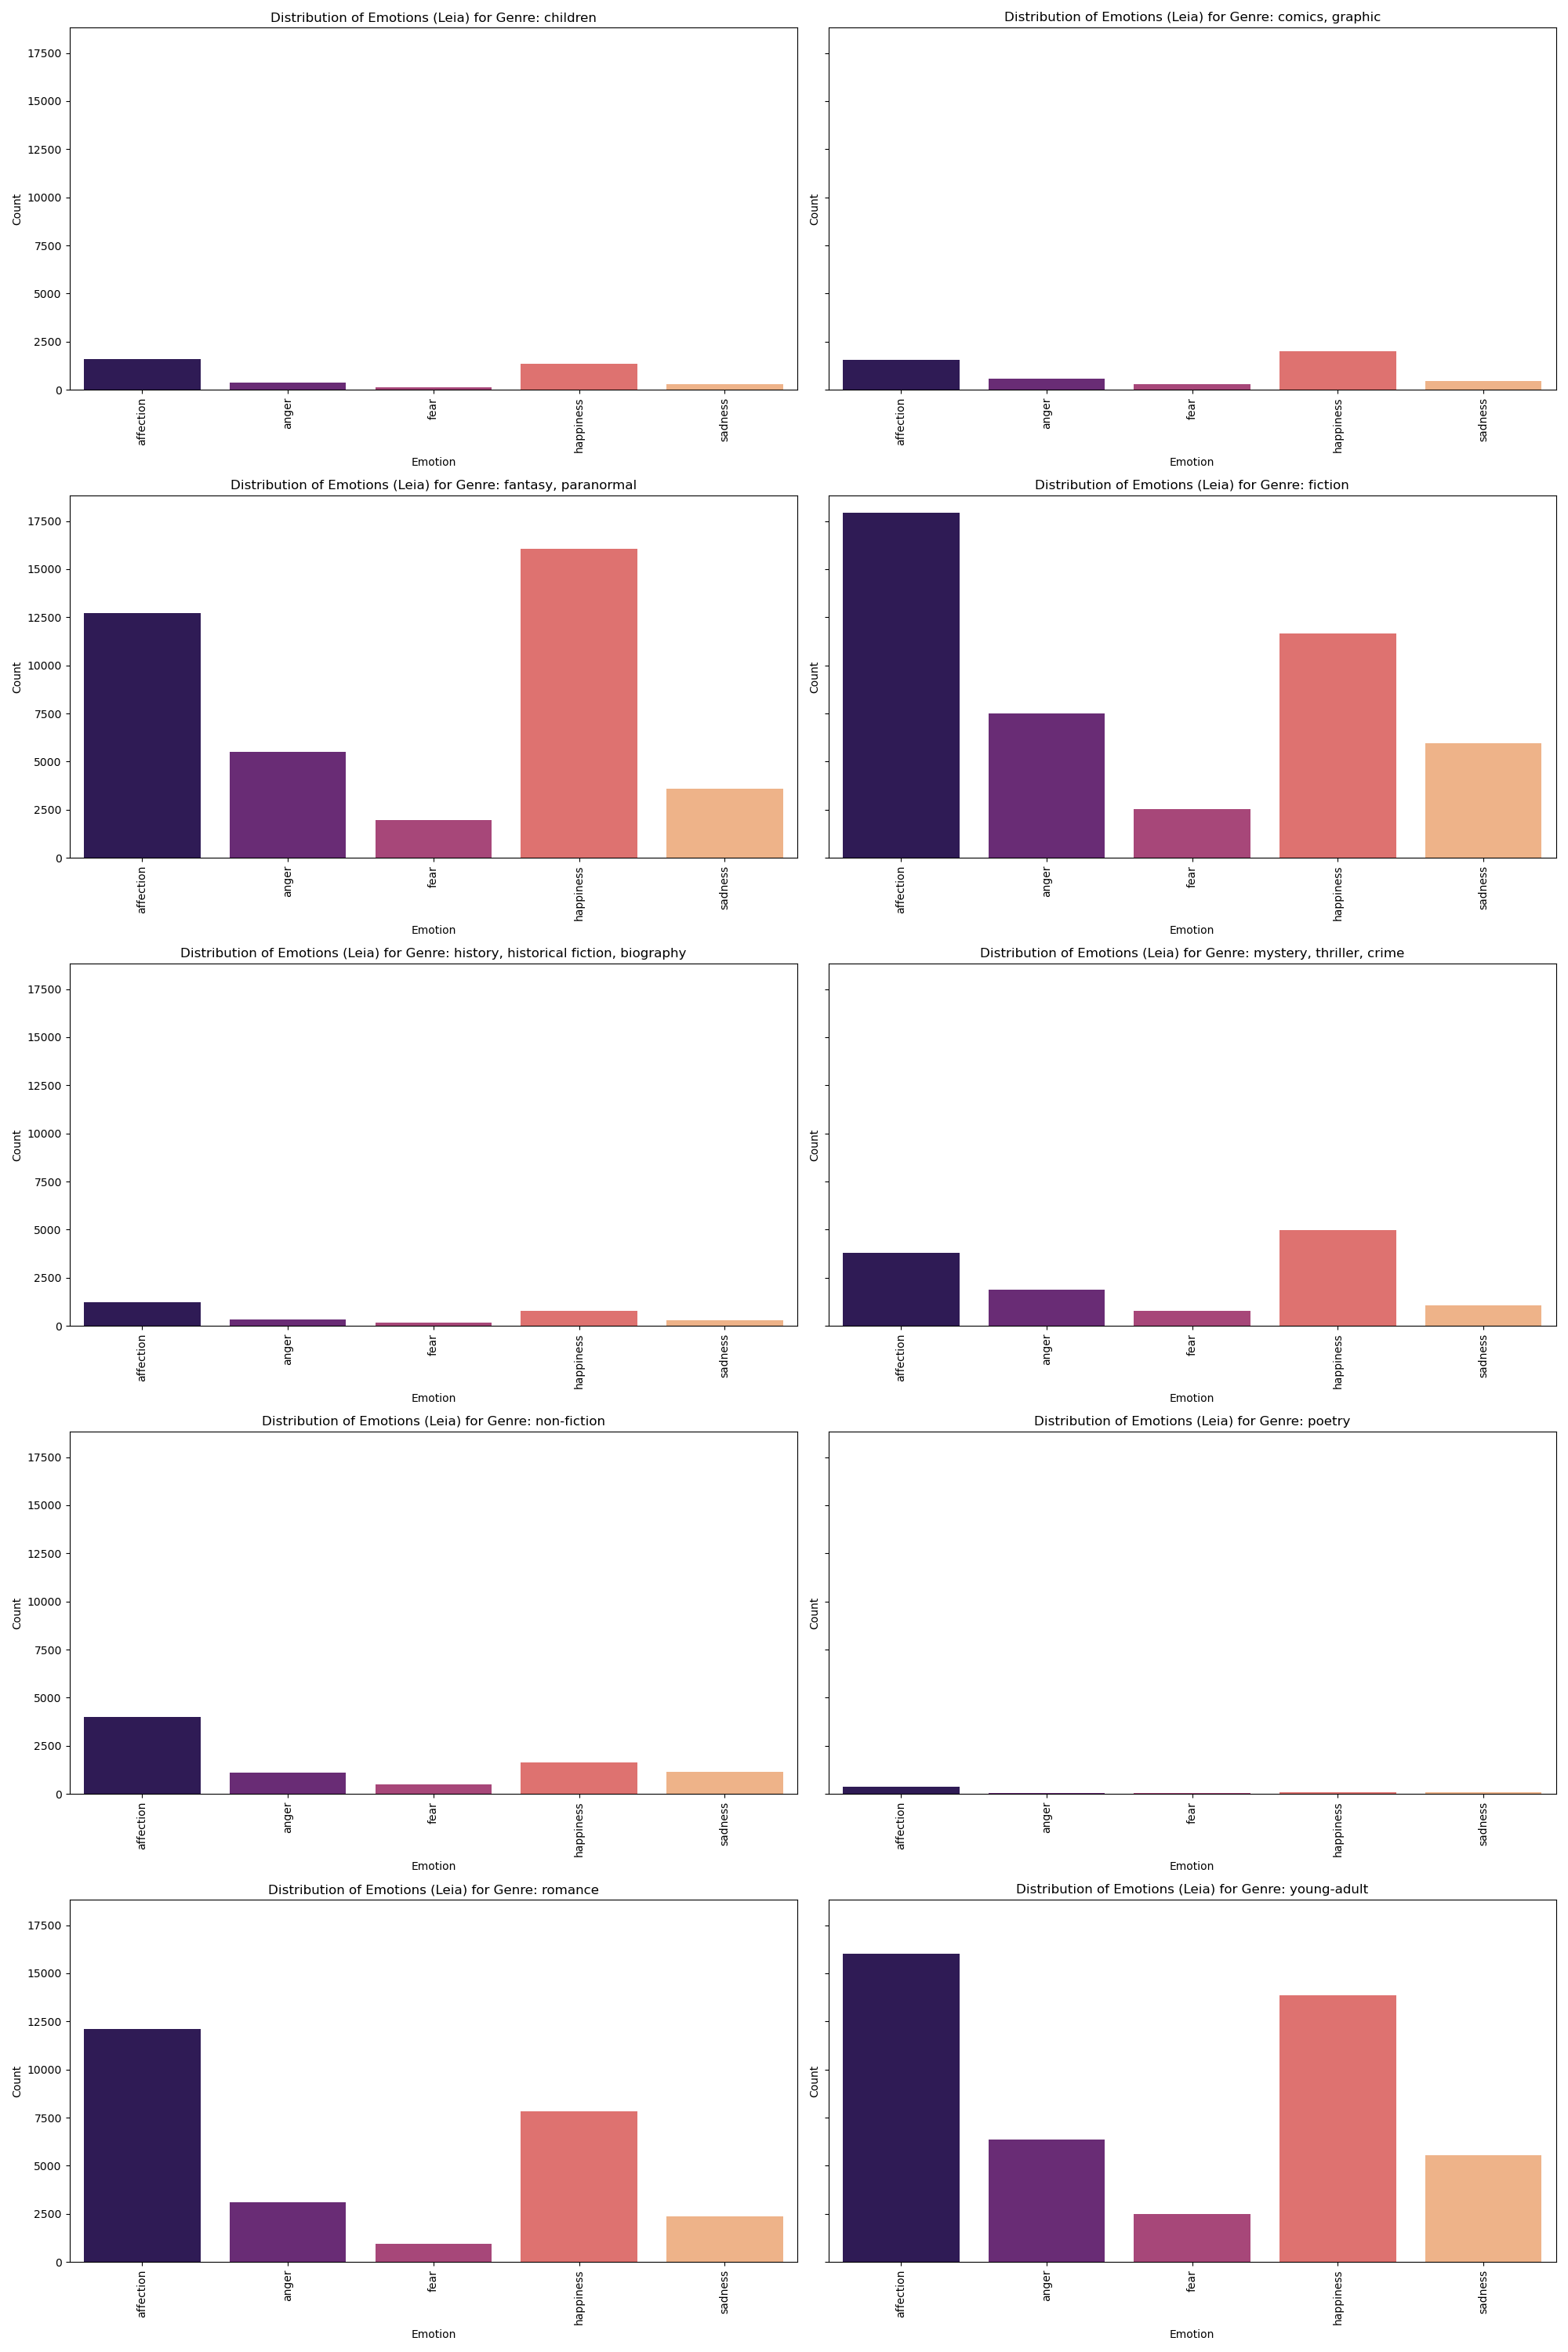 Distribution of Emotions (Leia) for Genre: children
17500
15000
12500
10000
7500
5000
2500
0
Count
affection
anger
fear
happiness
sadness
Emotion
Distribution of Emotions (Leia) for Genre: comics, graphic
Count
affection
anger
fear
happiness
sadness
Emotion
Distribution of Emotions (Leia) for Genre: fantasy, paranormal
17500
15000
12500
10000
7500
5000
2500
0
Count
affection
anger
fear
happiness
sadness
Emotion
Distribution of Emotions (Leia) for Genre: fiction
Count
affection
anger
fear
happiness
sadness
Emotion
Distribution of Emotions (Leia) for Genre: history, historical fiction, biography
17500
15000
12500
10000
7500
5000
2500
0
Count
affection
anger
fear
happiness
sadness
Emotion
Distribution of Emotions (Leia) for Genre: mystery, thriller, crime
Count
affection
anger
fear
happiness
sadness
Emotion
Distribution of Emotions (Leia) for Genre: non-fiction
17500
15000
12500
10000
7500
5000
2500
0
Count
affection
anger
fear
happiness
sadness
Emotion
Distribution of Emotions (Leia) for Genre: poetry
Count
affection
anger
fear
happiness
sadness
Emotion
Distribution of Emotions (Leia) for Genre: romance
17500
15000
12500
10000
7500
5000
2500
0
Count
affection
anger
fear
happiness
sadness
Emotion
Distribution of Emotions (Leia) for Genre: young-adult
Count
affection
anger
fear
happiness
sadness
Emotion